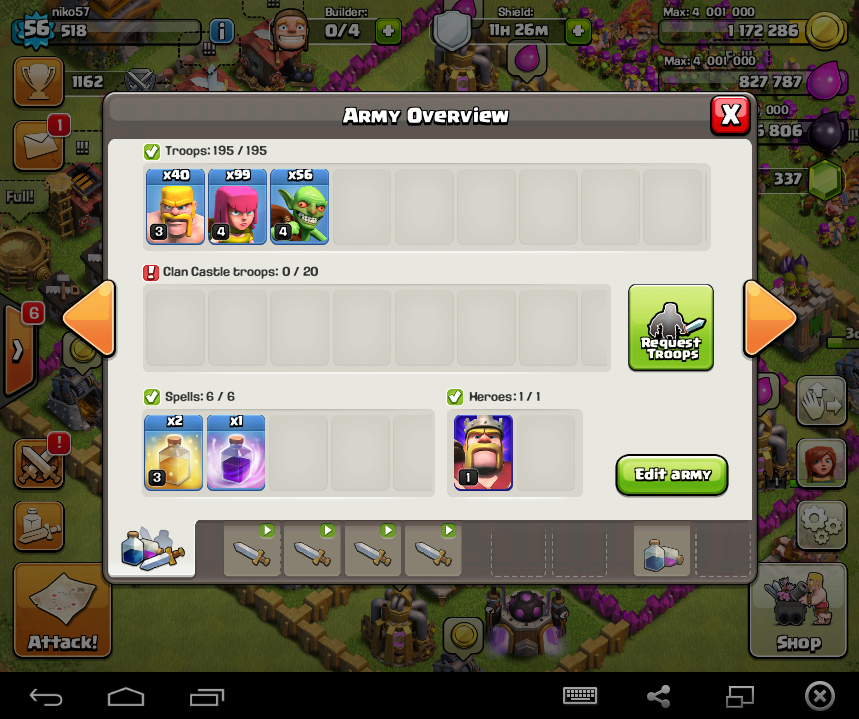 niko57
56 518
Builder:
0/4
Shield:
11H 26M
Max: 4 001 000
1 172 286
Max: 4 001 000
827 787
000
5 806
337
1162
1
!!!
Full!
6
!
Army Overview
X
Troops: 195 / 195
x40 x99 x56
3 4 4
! Clan Castle troops: 0 / 20
Request
Troops
Spells: 6 / 6
Heroes: 1 / 1
x2 x1
3 1
Edit army
Attack!
Shop